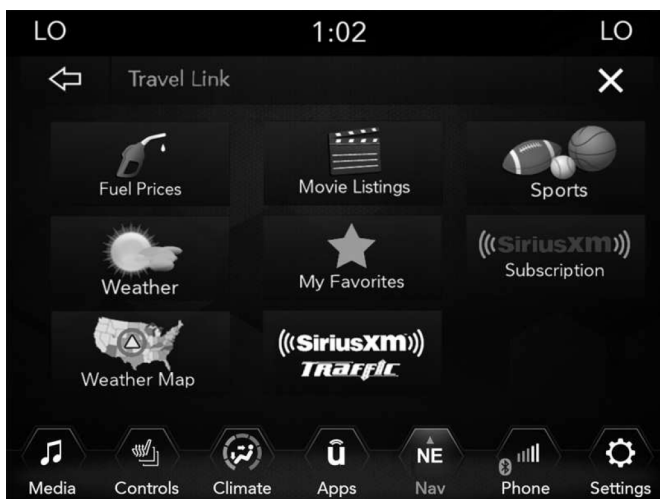 LO 1:02 LO
Travel Link
Fuel Prices Movie Listings Sports
Weather My Favorites SiriusXM Subscription
Weather Map SiriusXM Traffic
NE
Media Controls Climate Apps Nav Phone Settings